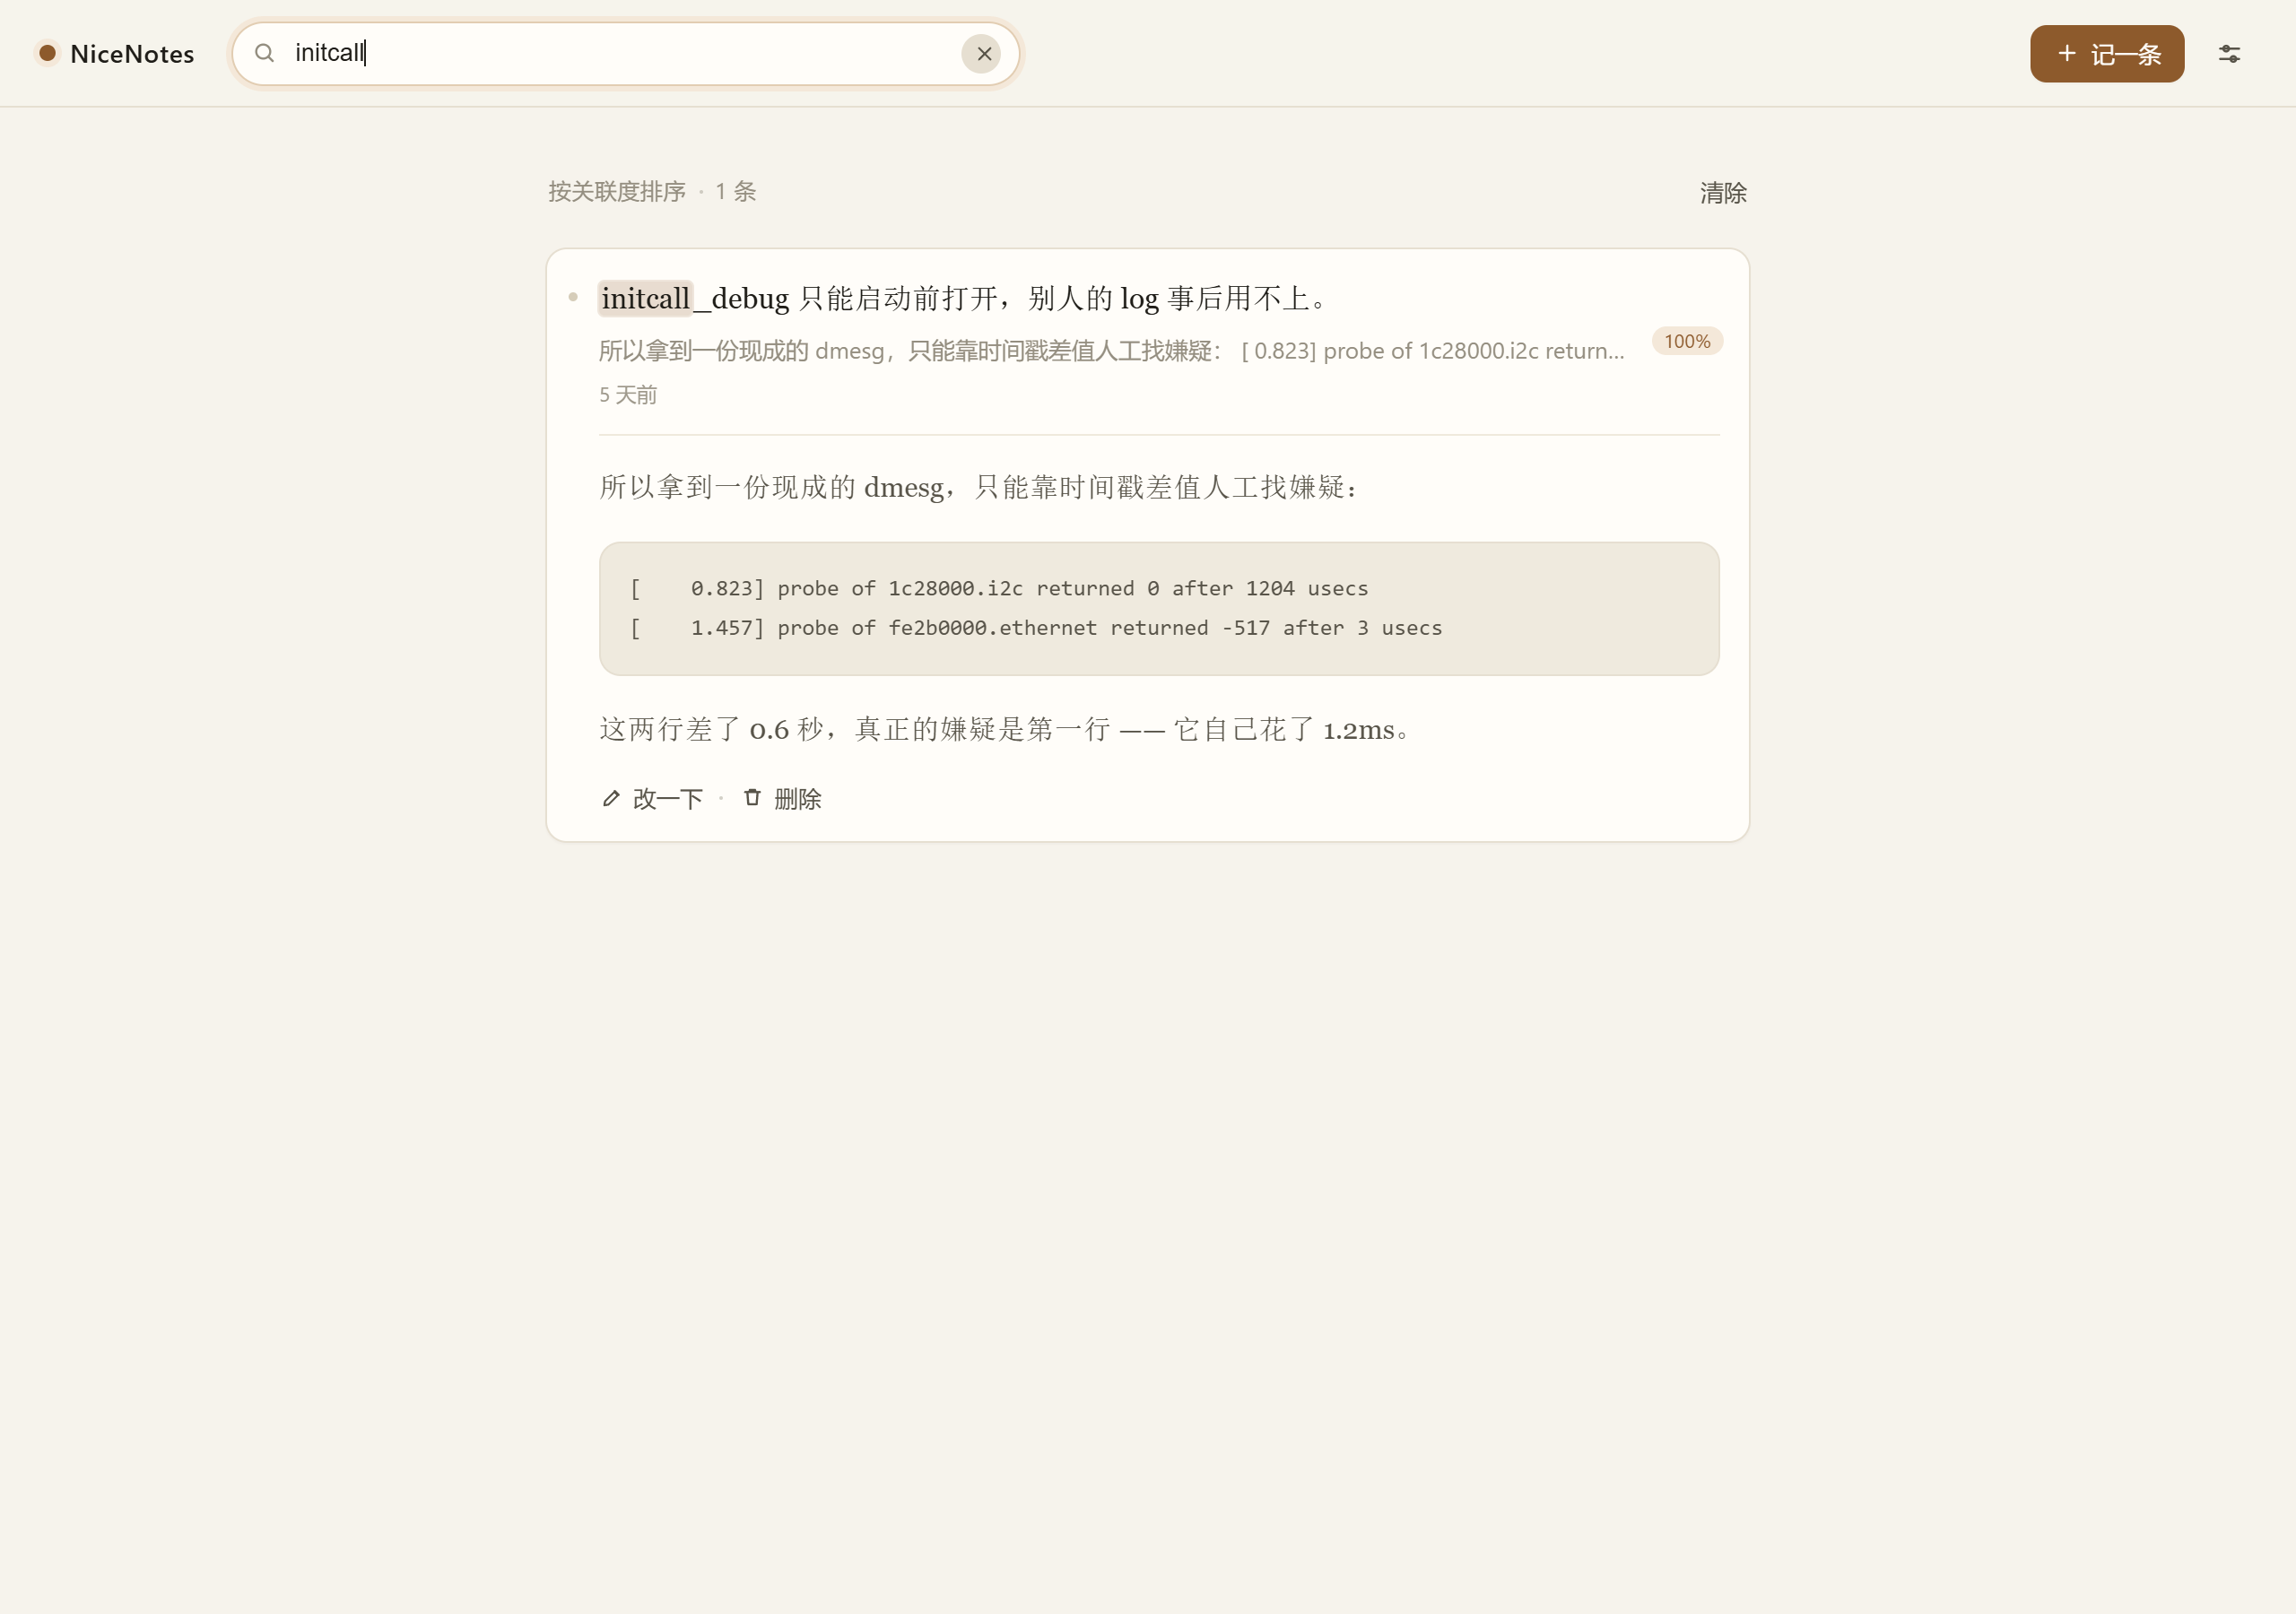 NiceNotes
initcall
记一条
按关联度排序 · 1 条
清除
initcall_debug 只能启动前打开，别人的 log 事后用不上。
所以拿到一份现成的 dmesg，只能靠时间戳差值人工找嫌疑： [ 0.823] probe of 1c28000.i2c return...
100%
5 天前
所以拿到一份现成的 dmesg，只能靠时间戳差值人工找嫌疑：
[    0.823] probe of 1c28000.i2c returned 0 after 1204 usecs
[    1.457] probe of fe2b0000.ethernet returned -517 after 3 usecs
这两行差了 0.6 秒，真正的嫌疑是第一行 —— 它自己花了 1.2ms。
改一下 · 删除